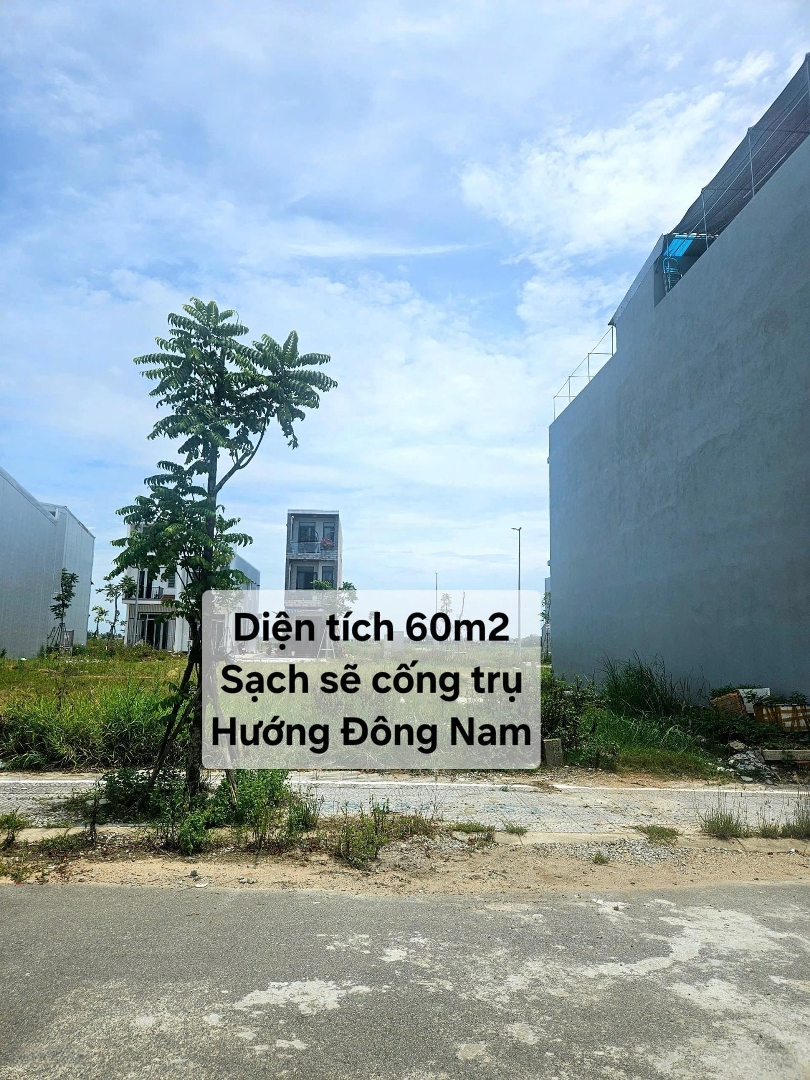 Diện tích 60m2
Sạch sẽ cống trụ
Hướng Đông Nam